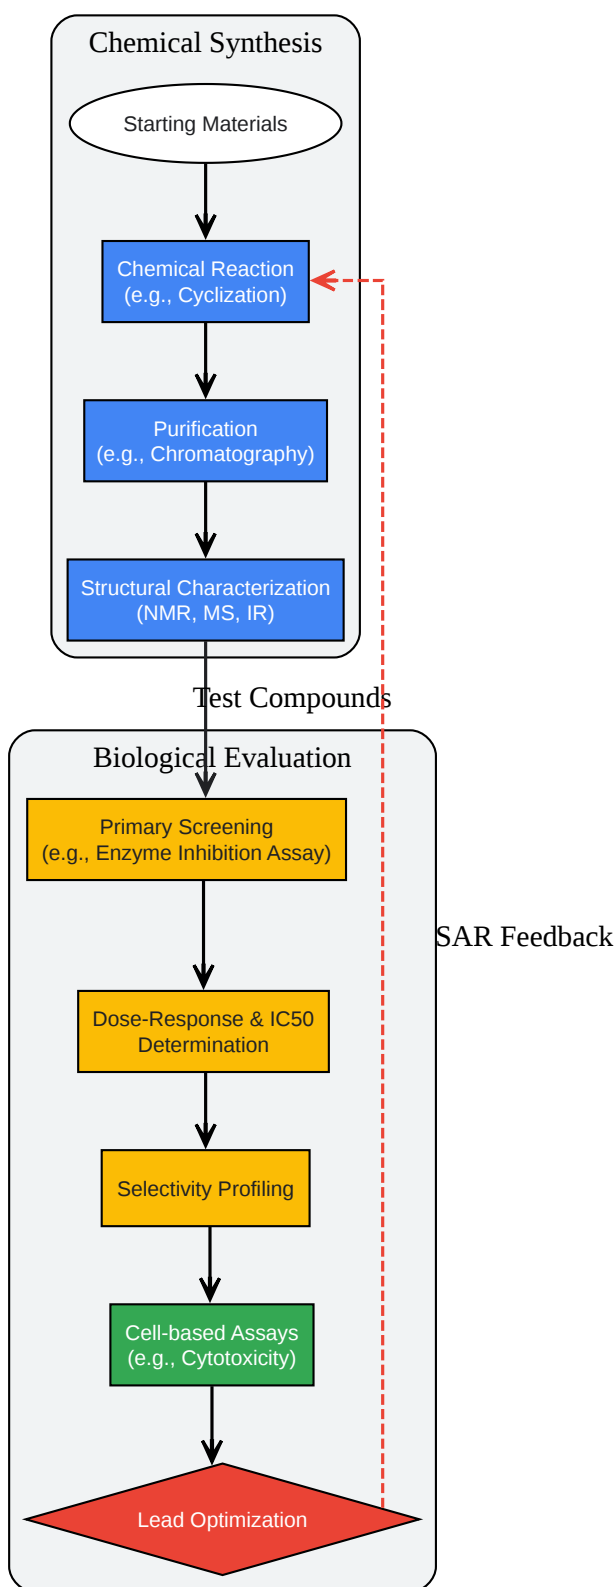 Chemical Synthesis
Starting Materials
Chemical Reaction
(e.g., Cyclization)
Purification
(e.g., Chromatography)
Structural Characterization
(NMR, MS, IR)
Test Compounds
Biological Evaluation
Primary Screening
(e.g., Enzyme Inhibition Assay)
SAR Feedback
Dose-Response & IC50
Determination
Selectivity Profiling
Cell-based Assays
(e.g., Cytotoxicity)
Lead Optimization